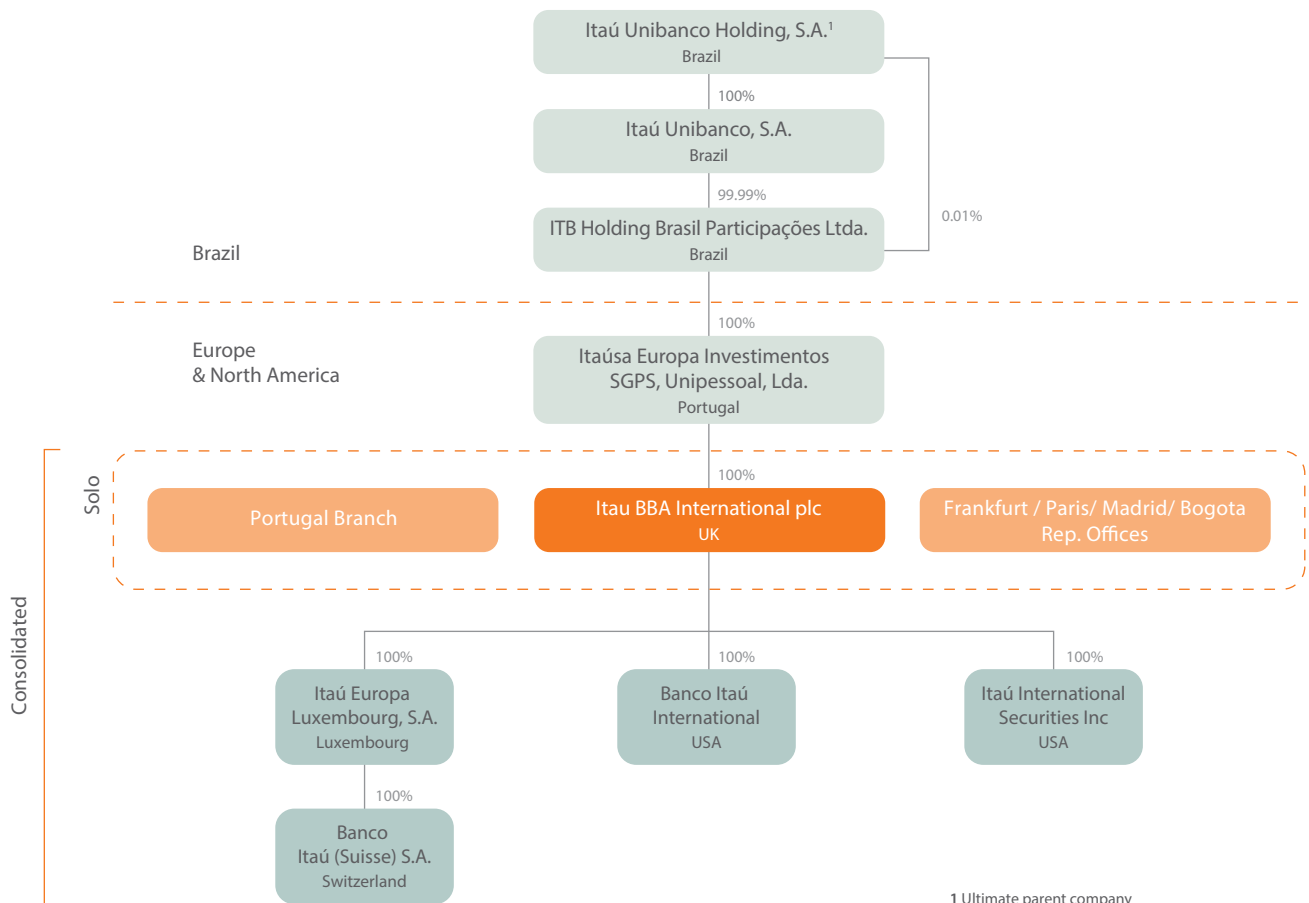 Itaú Unibanco Holding, S.A.¹
Brazil
100%
Itaú Unibanco, S.A.
Brazil
99.99%
0.01%
ITB Holding Brasil Participações Ltda.
Brazil
Brazil
100%
Europe
& North America
Itaúsa Europa Investimentos
SGPS, Unipessoal, Lda.
Portugal
100%
Solo
Portugal Branch
Itau BBA International plc
UK
Frankfurt / Paris/ Madrid/ Bogota
Rep. Offices
Consolidated
100%
100%
100%
Itaú Europa
Luxembourg, S.A.
Luxembourg
Banco Itaú
International
USA
Itaú International
Securities Inc
USA
100%
Banco
Itaú (Suisse) S.A.
Switzerland
1 Ultimate parent company